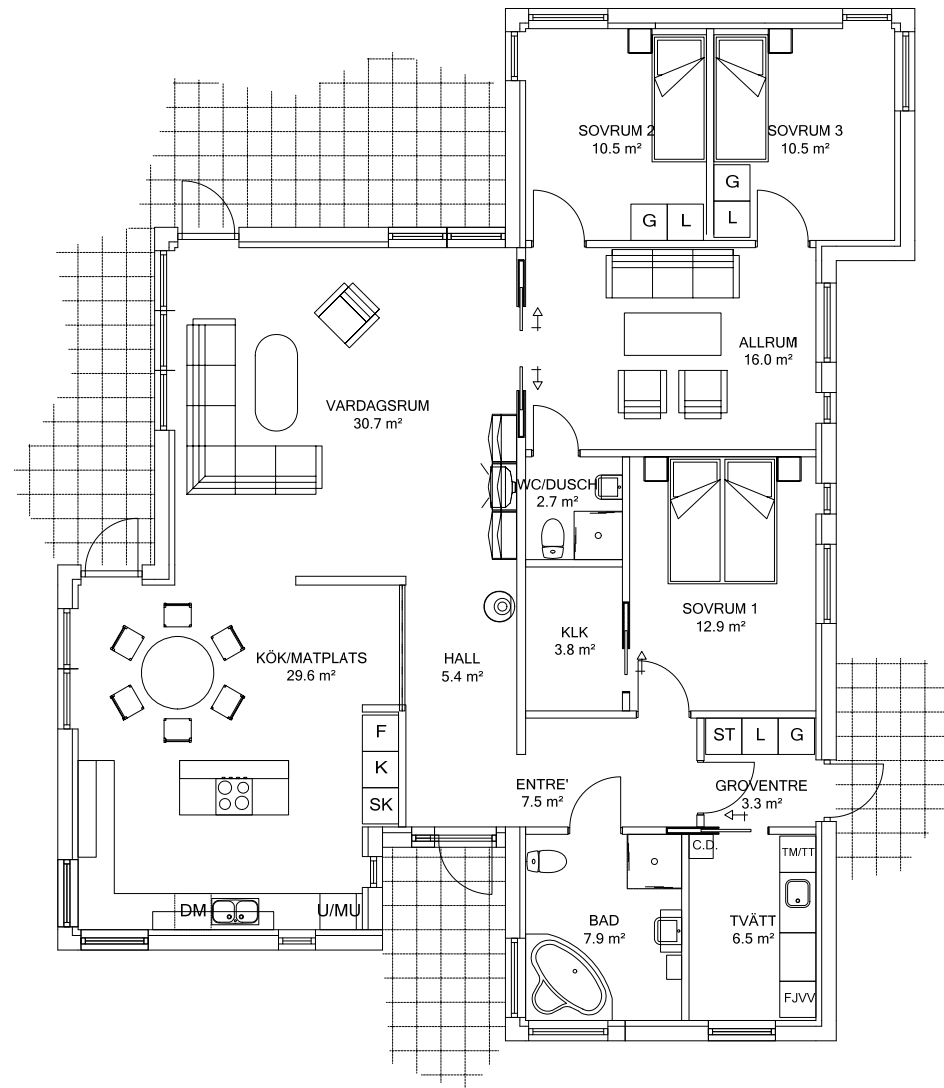 SOVRUM 2
10.5 m²
SOVRUM 3
10.5 m²
G
L
G
L
ALLRUM
16.0 m²
VARDAGSRUM
30.7 m²
WC/DUSCH
2.7 m²
SOVRUM 1
12.9 m²
KLK
3.8 m²
KÖK/MATPLATS
29.6 m²
HALL
5.4 m²
F
K
SK
ST L G
ENTRE'
7.5 m²
GROVENTRE
3.3 m²
C.D.
TM/TT
DM
U/MU
BAD
7.9 m²
TVÄTT
6.5 m²
FJVV